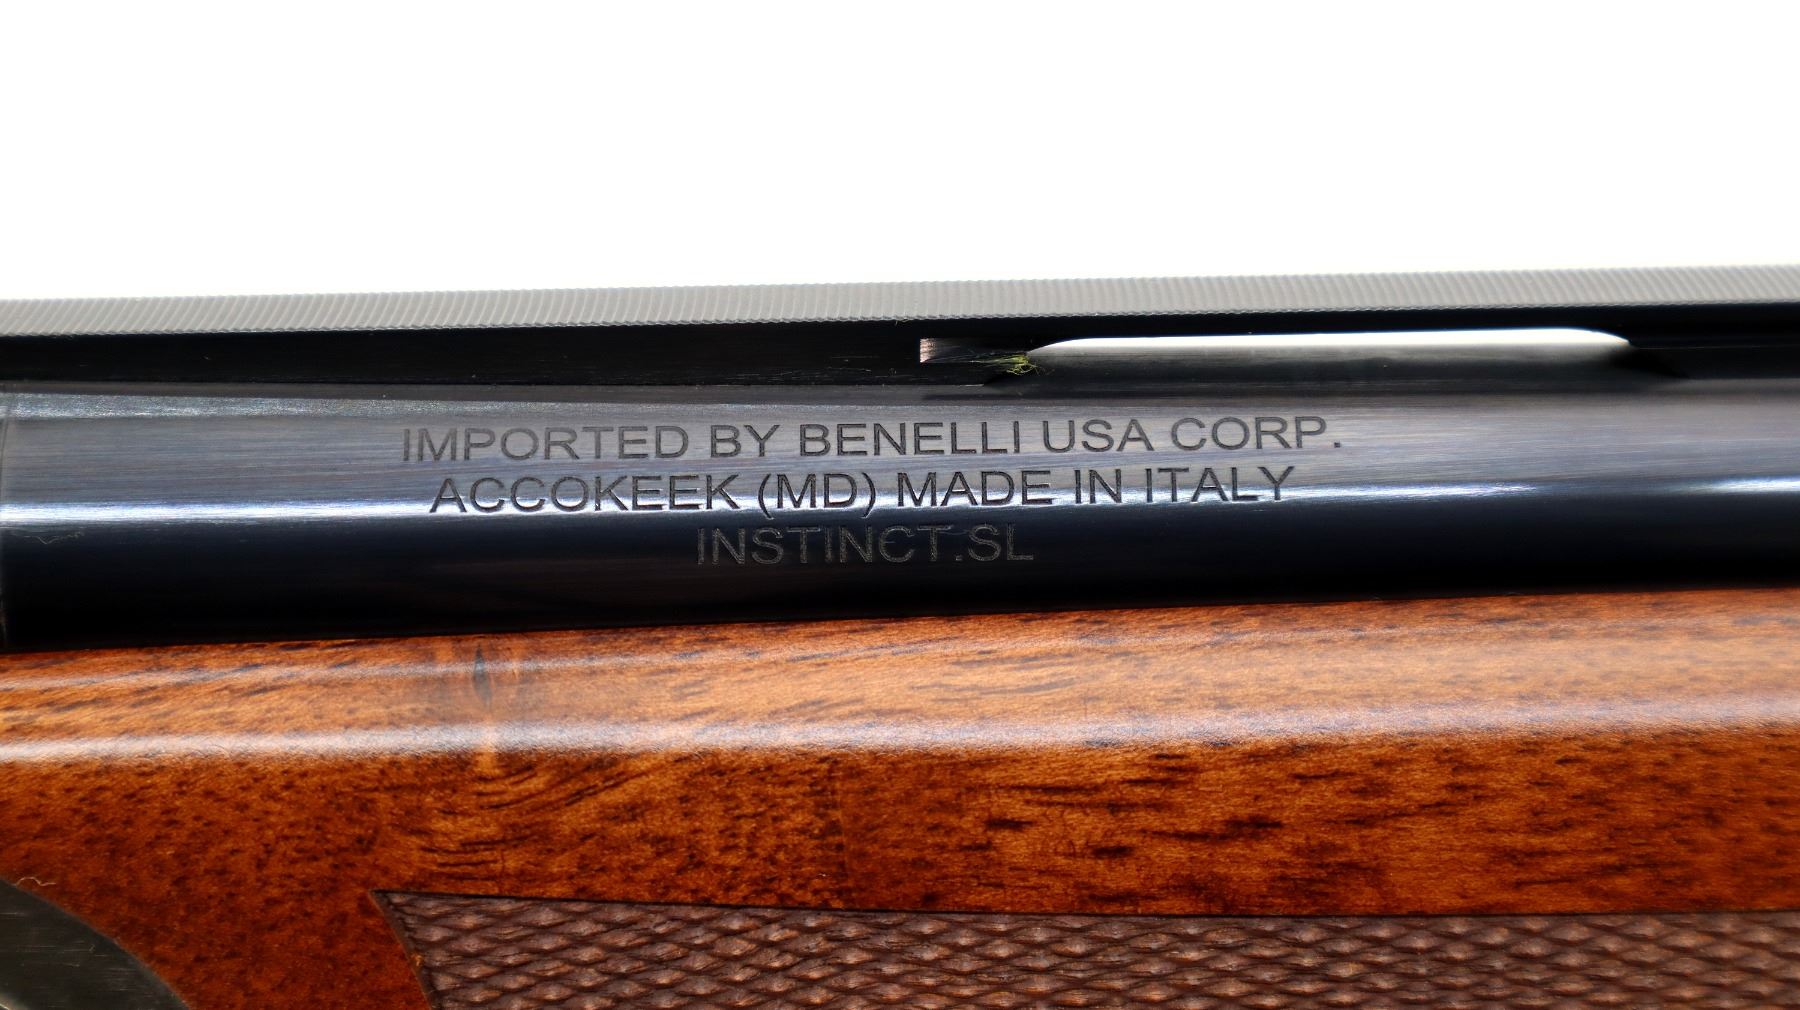 IMPORTED BY BENELLI USA CORP.
ACCOKEEK (MD) MADE IN ITALY
INSTINCT.SL